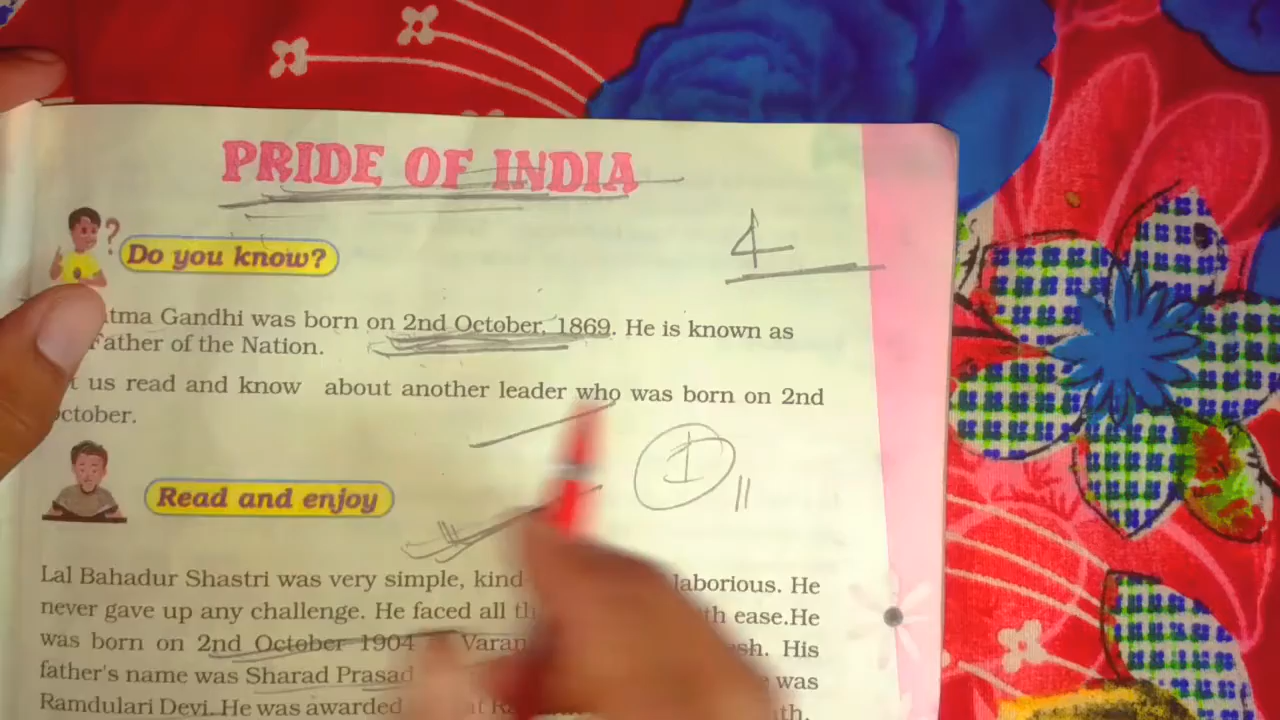 PRIDE OF INDIA
?
Do you know?
4
tma Gandhi was born on 2nd October, 1869. He is known as
Father of the Nation.
us read and know about another leader who was born on 2nd
ctober.
1
Read and enjoy
Lal Bahadur Shastri was very simple, kind laborious. He
never gave up any challenge. He faced all th ease.He
was born on 2nd October 1904 Varan His
father's name was Sharad Prasad was
Ramdulari Devi. He was awarded